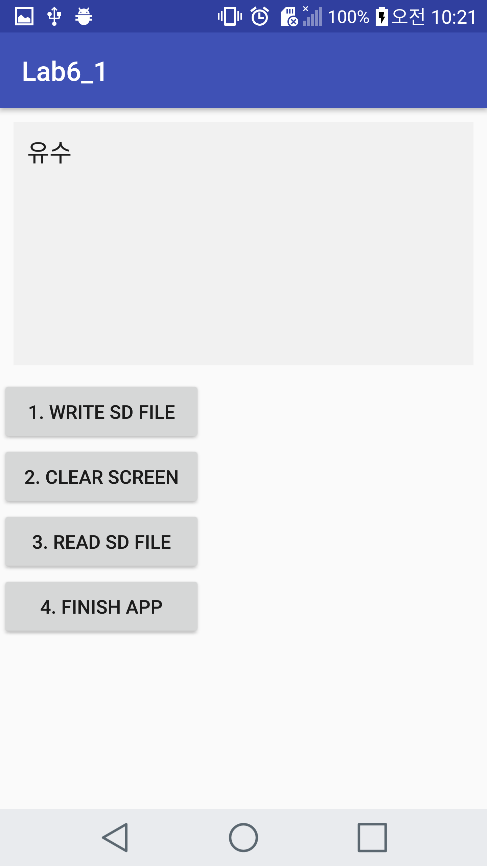 100% 오전 10:21
Lab6_1
유수
1. WRITE SD FILE
2. CLEAR SCREEN
3. READ SD FILE
4. FINISH APP